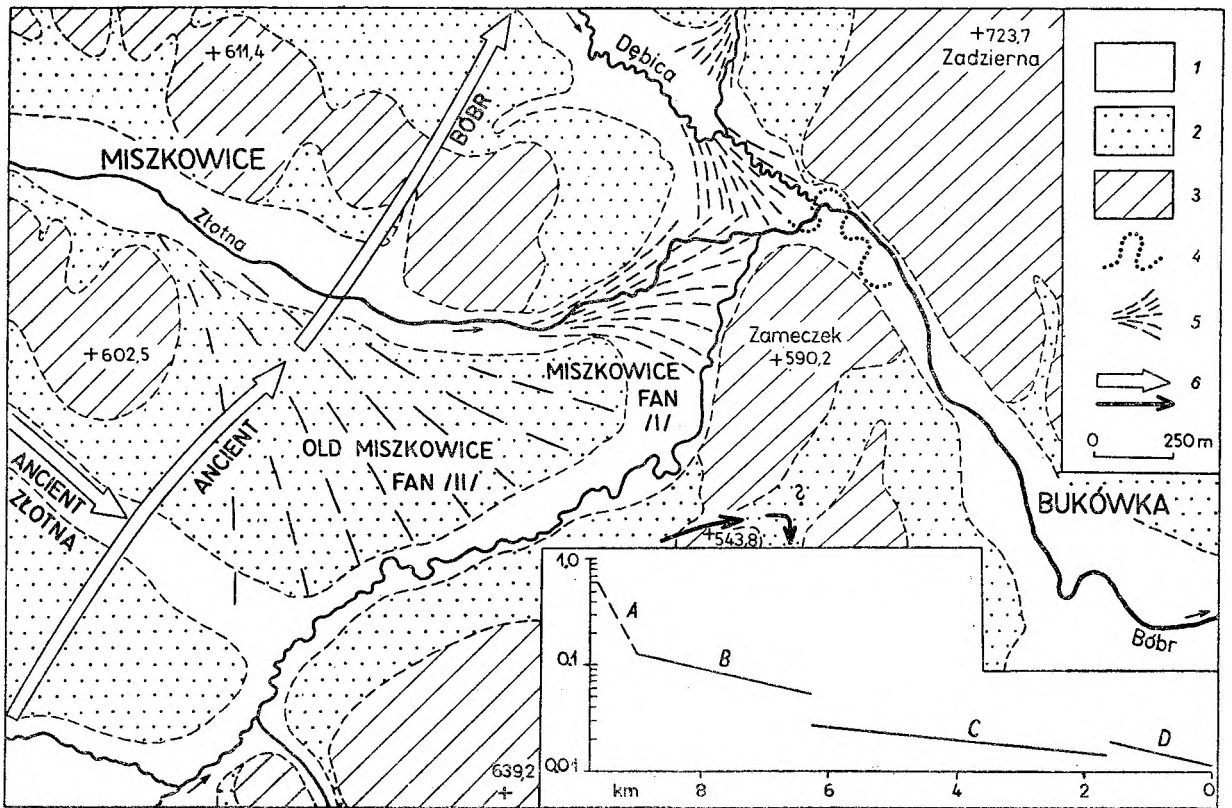 +611,4
Dębica
+723,7
Zadzierna
BÓBR
MISZKOWICE
Złotna
+602,5
Zameczek
+590,2
MISZKOWICE
FAN
/I/
ANCIENT
OLD MISZKOWICE
FAN /II/
ANCIENT
ZŁOTNA
?
+543,8
BUKÓWKA
Bóbr
639,2
+
1
2
3
4
5
6
0 250 m
1.0
0.1
0.01
A
B
C
D
km 8 6 4 2 0